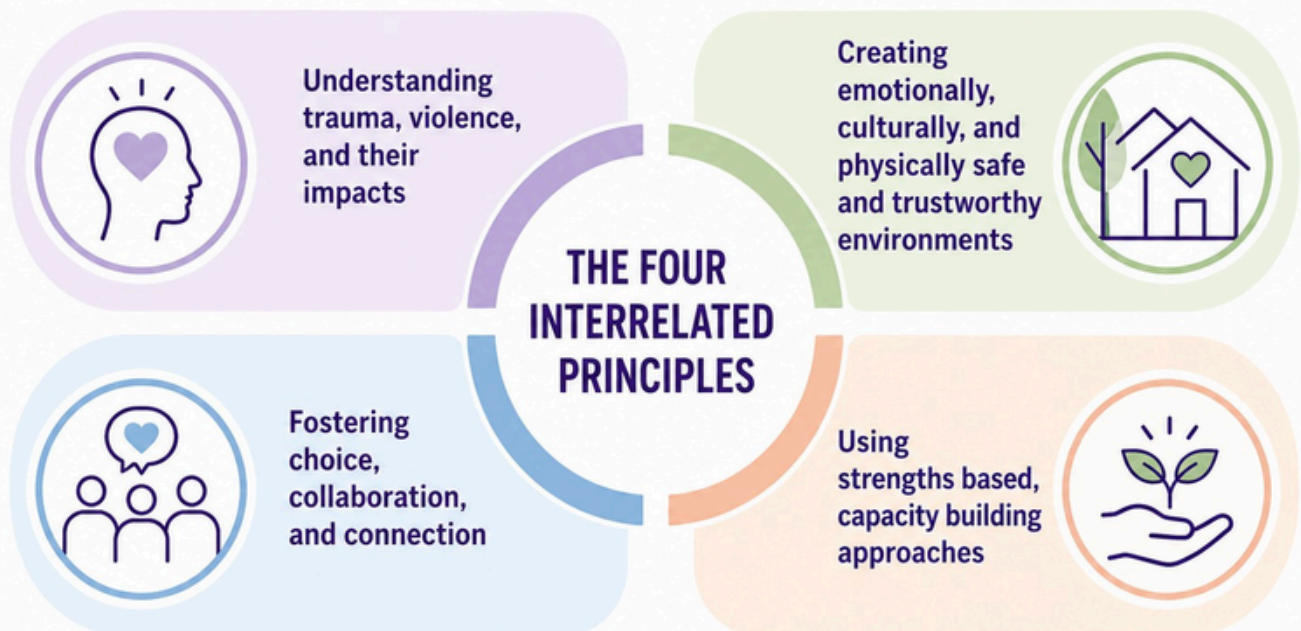 Understanding
trauma, violence,
and their
impacts
Creating
emotionally,
culturally, and
physically safe
and trustworthy
environments
THE FOUR
INTERRELATED
PRINCIPLES
Fostering
choice,
collaboration,
and connection
Using
strengths based,
capacity building
approaches